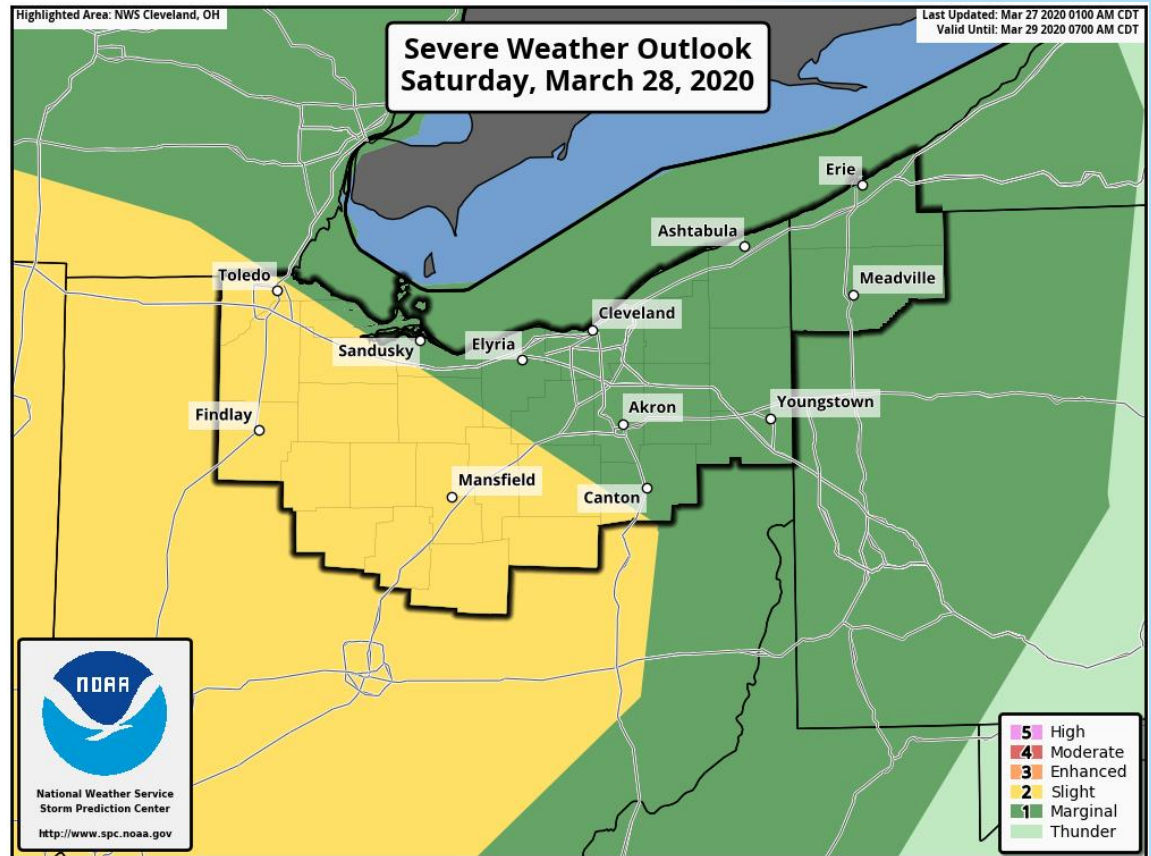 Highlighted Area: NWS Cleveland, OH
Last Updated: Mar 27 2020 0100 AM CDT
Valid Until: Mar 29 2020 0700 AM CDT
Severe Weather Outlook
Saturday, March 28, 2020
Erie
Ashtabula
Toledo
Meadville
Cleveland
Elyria
Sandusky
Youngstown
Akron
Findlay
Mansfield
Canton
NOAA
National Weather Service
Storm Prediction Center
http://www.spc.noaa.gov
5 High
4 Moderate
3 Enhanced
2 Slight
1 Marginal
Thunder